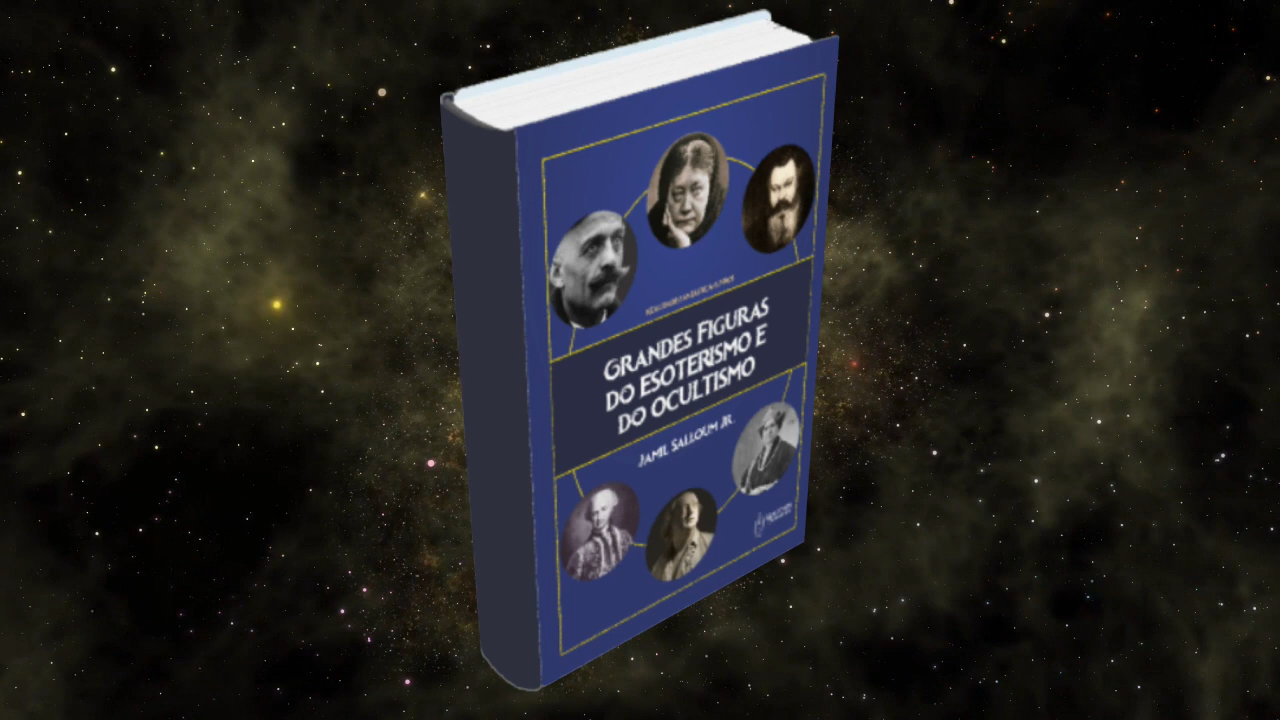 GRANDES FIGURAS
DO ESOTERISMO E
DO OCULTISMO
JAMIL SALLOUM JR.